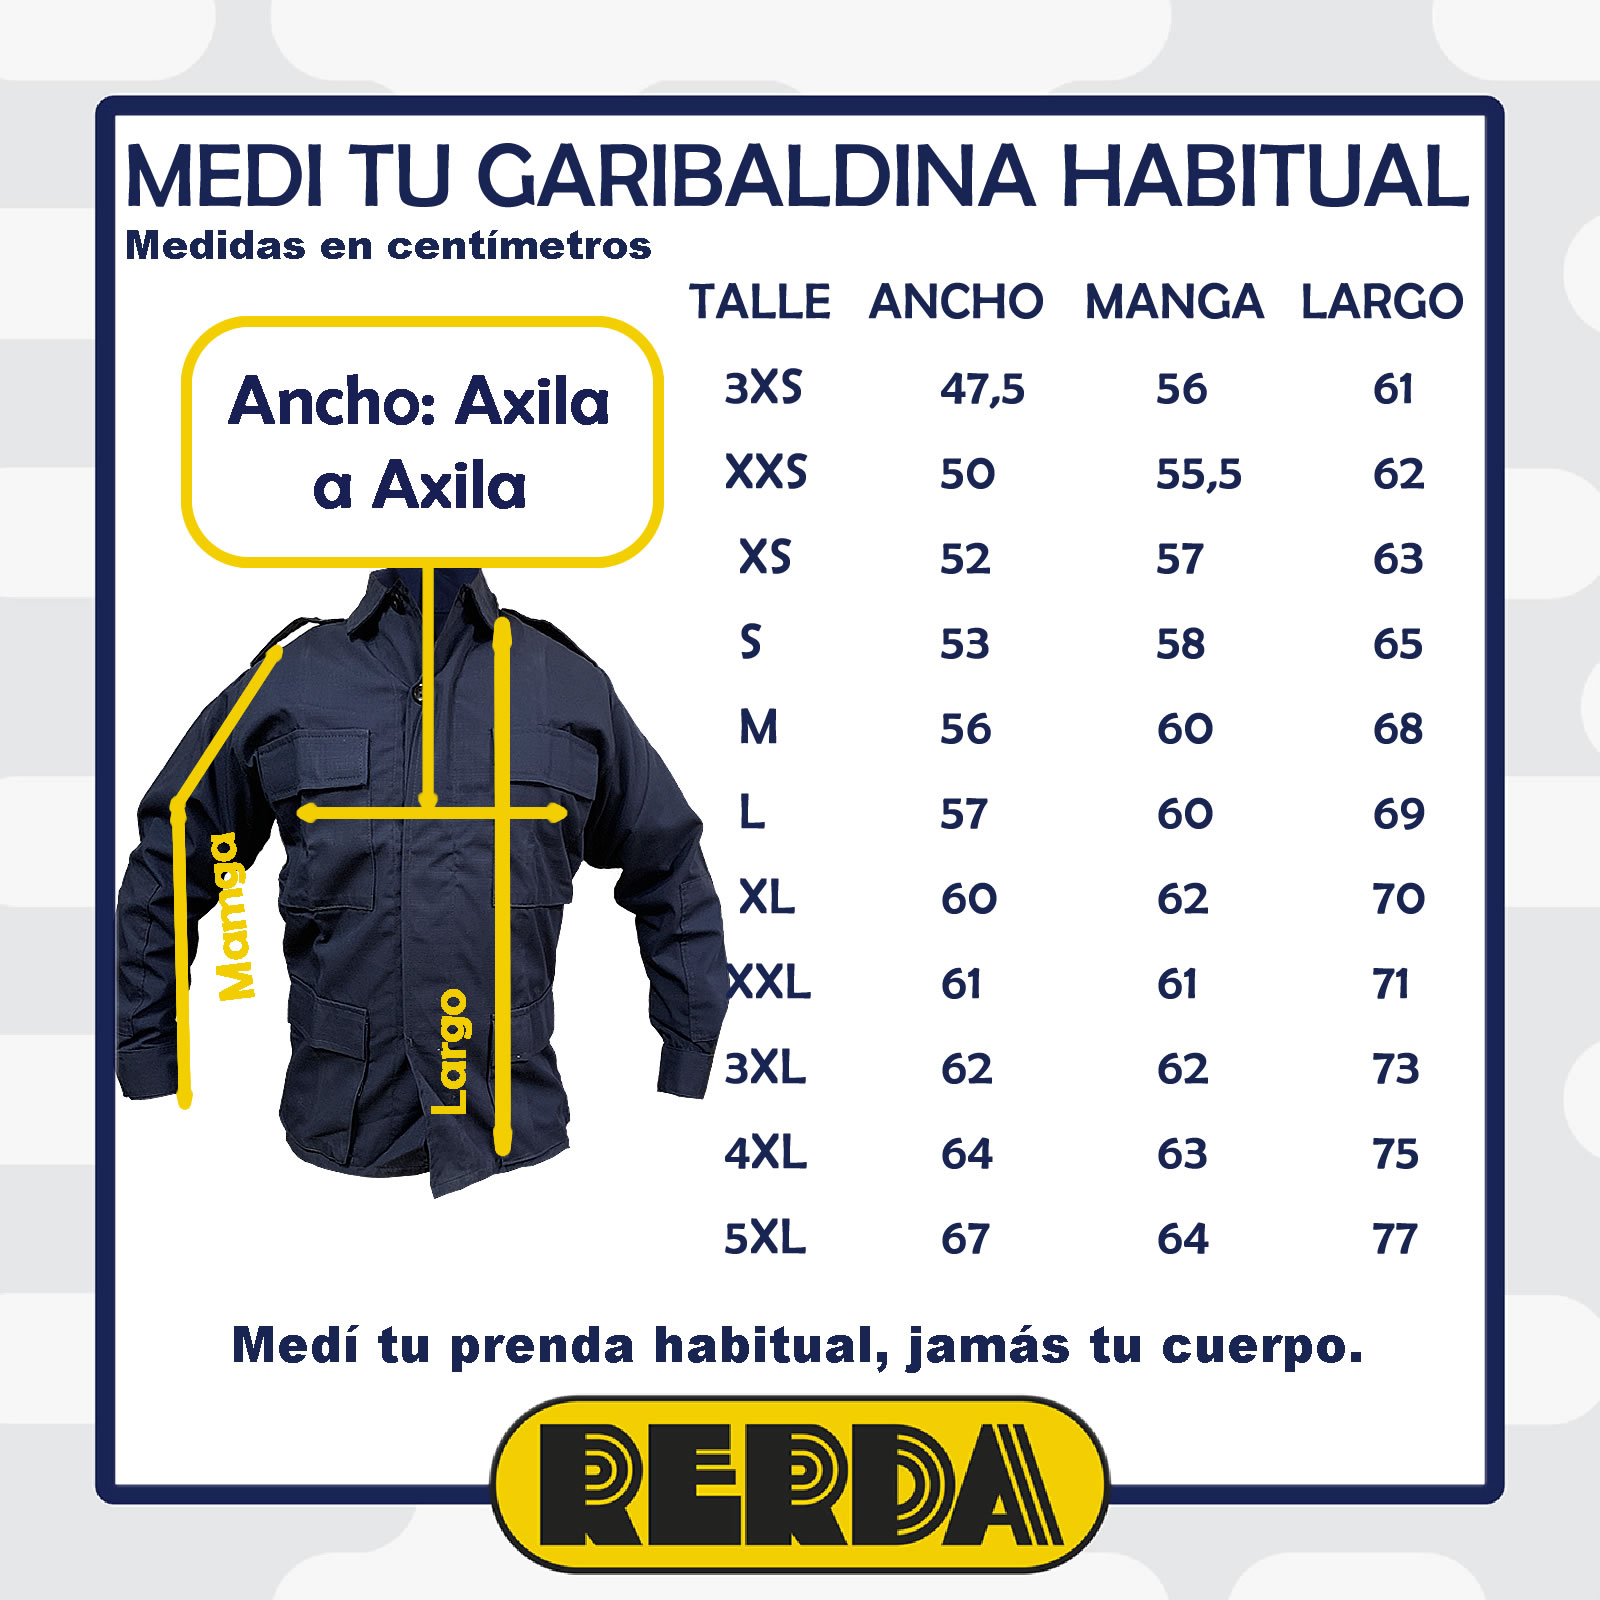 MEDI TU GARIBALDINA HABITUAL
Medidas en centímetros
TALLE ANCHO MANGA LARGO
Ancho: Axila
a Axila
3XS 47,5 56 61
XXS 50 55,5 62
XS 52 57 63
S 53 58 65
M 56 60 68
L 57 60 69
XL 60 62 70
XXL 61 61 71
3XL 62 62 73
4XL 64 63 75
5XL 67 64 77
Mamga
Largo
Medí tu prenda habitual, jamás tu cuerpo.
RERDA